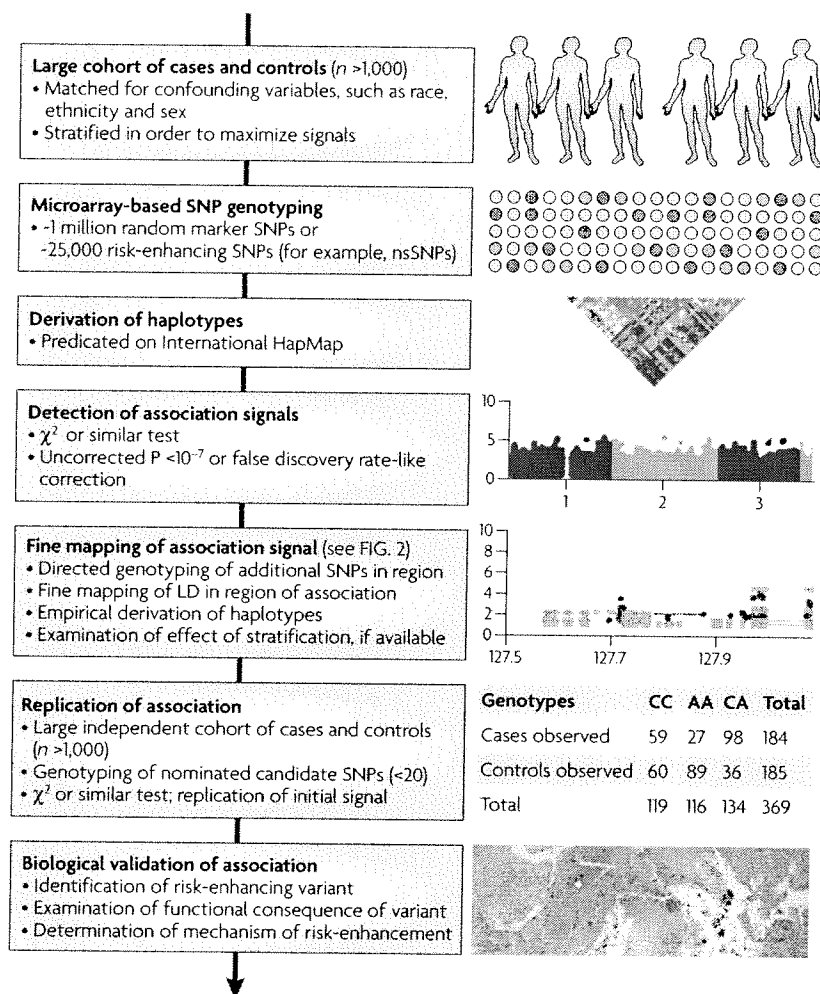 Large cohort of cases and controls (n >1,000)
• Matched for confounding variables, such as race,
ethnicity and sex
• Stratified in order to maximize signals
Microarray-based SNP genotyping
• ~1 million random marker SNPs or
~25,000 risk-enhancing SNPs (for example, nsSNPs)
Derivation of haplotypes
• Predicated on International HapMap
Detection of association signals
• χ² or similar test
• Uncorrected P <10⁻⁷ or false discovery rate-like
correction
10
5
0
1 2 3
Fine mapping of association signal (see FIG. 2)
• Directed genotyping of additional SNPs in region
• Fine mapping of LD in region of association
• Empirical derivation of haplotypes
• Examination of effect of stratification, if available
10
8
6
4
2
0
127.5 127.7 127.9
Replication of association
• Large independent cohort of cases and controls
(n >1,000)
• Genotyping of nominated candidate SNPs (<20)
• χ² or similar test; replication of initial signal
Genotypes CC AA CA Total
Cases observed 59 27 98 184
Controls observed 60 89 36 185
Total 119 116 134 369
Biological validation of association
• Identification of risk-enhancing variant
• Examination of functional consequence of variant
• Determination of mechanism of risk-enhancement